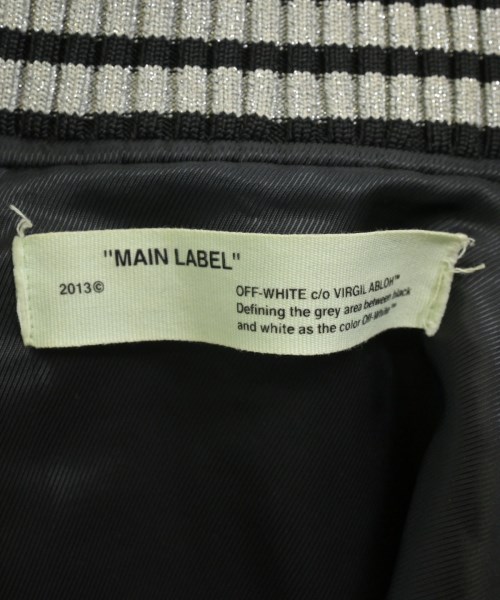 "MAIN LABEL"
2013©
OFF-WHITE c/o VIRGIL ABLOH™
Defining the grey area between black
and white as the color Off-White™